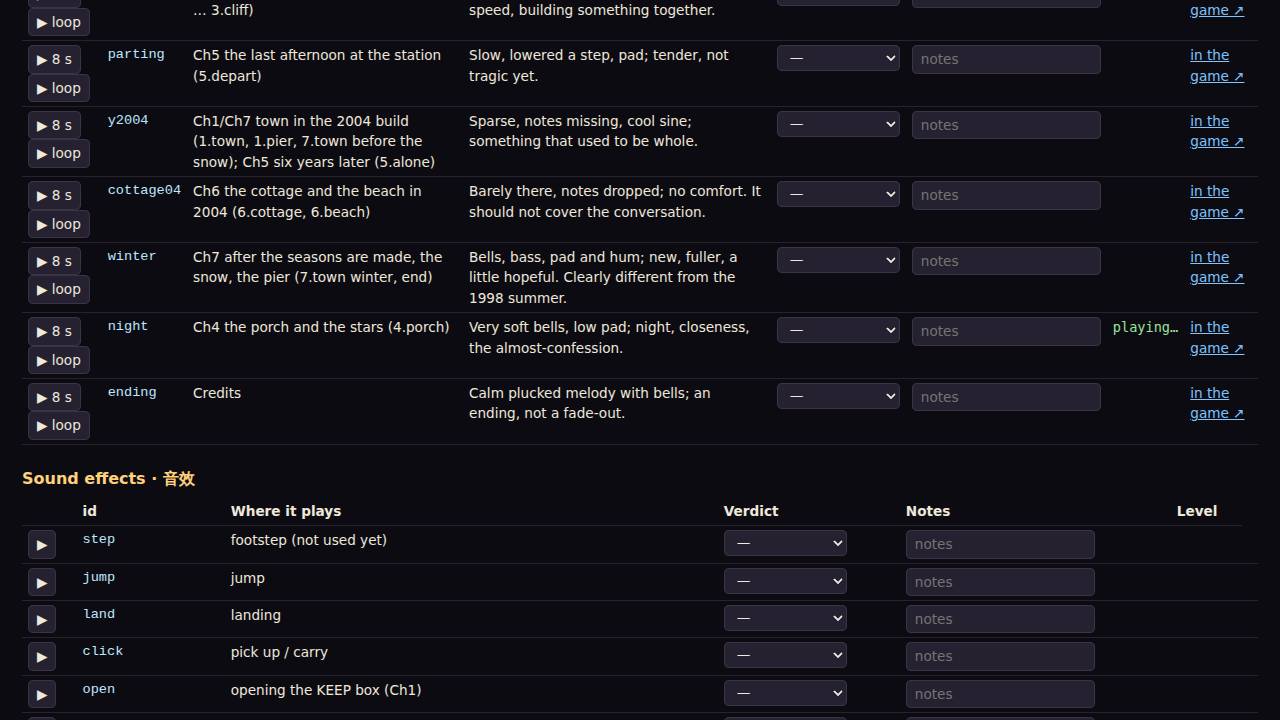 … 3.cliff)
speed, building something together.
game ↗
▶ loop
▶ 8 s
parting
Ch5 the last afternoon at the station
(5.depart)
Slow, lowered a step, pad; tender, not
tragic yet.
—
notes
in the
game ↗
▶ loop
▶ 8 s
y2004
Ch1/Ch7 town in the 2004 build
(1.town, 1.pier, 7.town before the
snow); Ch5 six years later (5.alone)
Sparse, notes missing, cool sine;
something that used to be whole.
—
notes
in the
game ↗
▶ loop
▶ 8 s
cottage04
Ch6 the cottage and the beach in
2004 (6.cottage, 6.beach)
Barely there, notes dropped; no comfort. It
should not cover the conversation.
—
notes
in the
game ↗
▶ loop
▶ 8 s
winter
Ch7 after the seasons are made, the
snow, the pier (7.town winter, end)
Bells, bass, pad and hum; new, fuller, a
little hopeful. Clearly different from the
1998 summer.
—
notes
in the
game ↗
▶ loop
▶ 8 s
night
Ch4 the porch and the stars (4.porch)
Very soft bells, low pad; night, closeness,
the almost-confession.
—
notes
playing…
in the
game ↗
▶ loop
▶ 8 s
ending
Credits
Calm plucked melody with bells; an
ending, not a fade-out.
—
notes
in the
game ↗
▶ loop
Sound effects · 音效
id Where it plays Verdict Notes Level
▶ step footstep (not used yet) — notes
▶ jump jump — notes
▶ land landing — notes
▶ click pick up / carry — notes
▶ open opening the KEEP box (Ch1) — notes